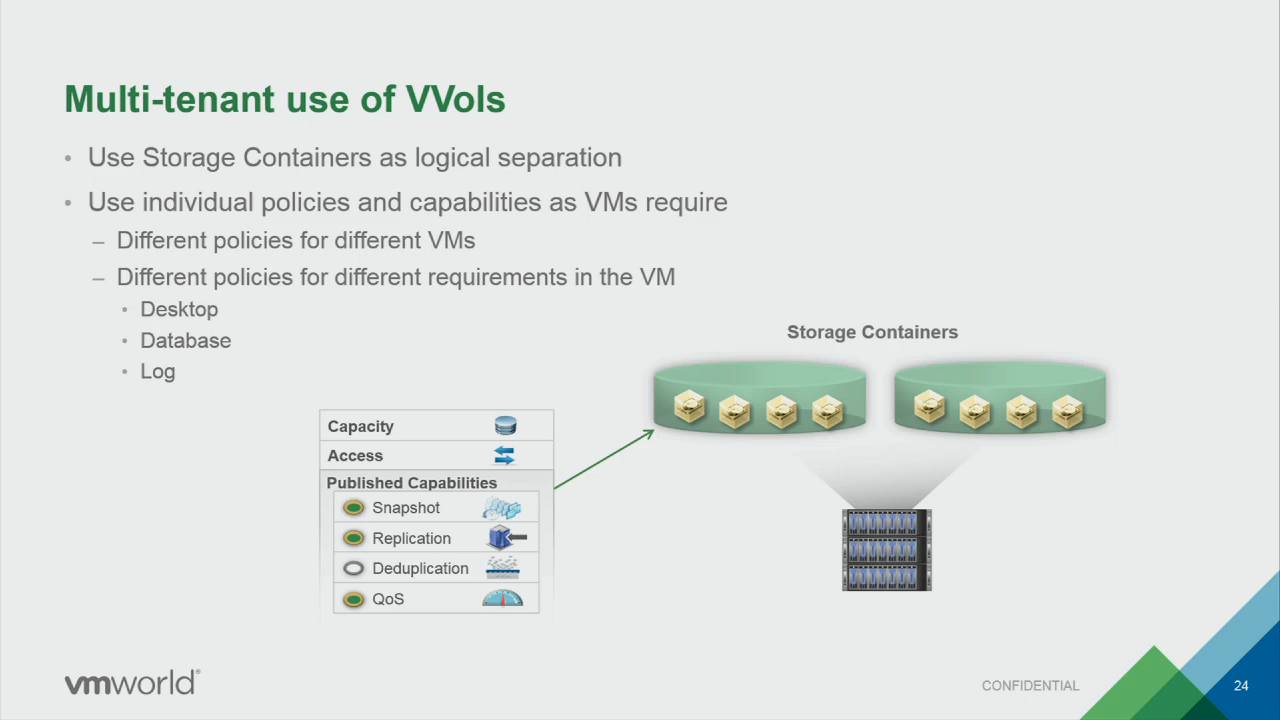 Multi-tenant use of VVols
• Use Storage Containers as logical separation
• Use individual policies and capabilities as VMs require
– Different policies for different VMs
– Different policies for different requirements in the VM
• Desktop
• Database
• Log
Storage Containers
Capacity
Access
Published Capabilities
Snapshot
Replication
Deduplication
QoS
vmworld®
CONFIDENTIAL
24